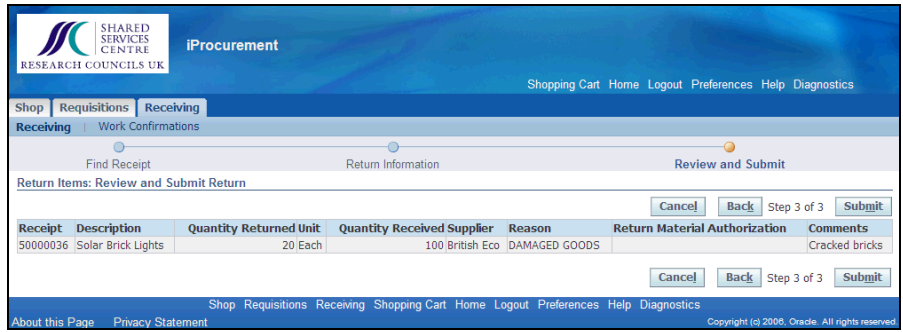 SHARED
SERVICES
CENTRE
RESEARCH COUNCILS UK
iProcurement
Shopping Cart Home Logout Preferences Help Diagnostics
Shop Requisitions Receiving
Receiving | Work Confirmations
Find Receipt Return Information Review and Submit
Return Items: Review and Submit Return
Cancel Back Step 3 of 3 Submit
Receipt Description Quantity Returned Unit Quantity Received Supplier Reason Return Material Authorization Comments
50000036 Solar Brick Lights 20 Each 100 British Eco DAMAGED GOODS Cracked bricks
Cancel Back Step 3 of 3 Submit
Shop Requisitions Receiving Shopping Cart Home Logout Preferences Help Diagnostics
About this Page Privacy Statement Copyright (c) 2006, Oracle. All rights reserved.